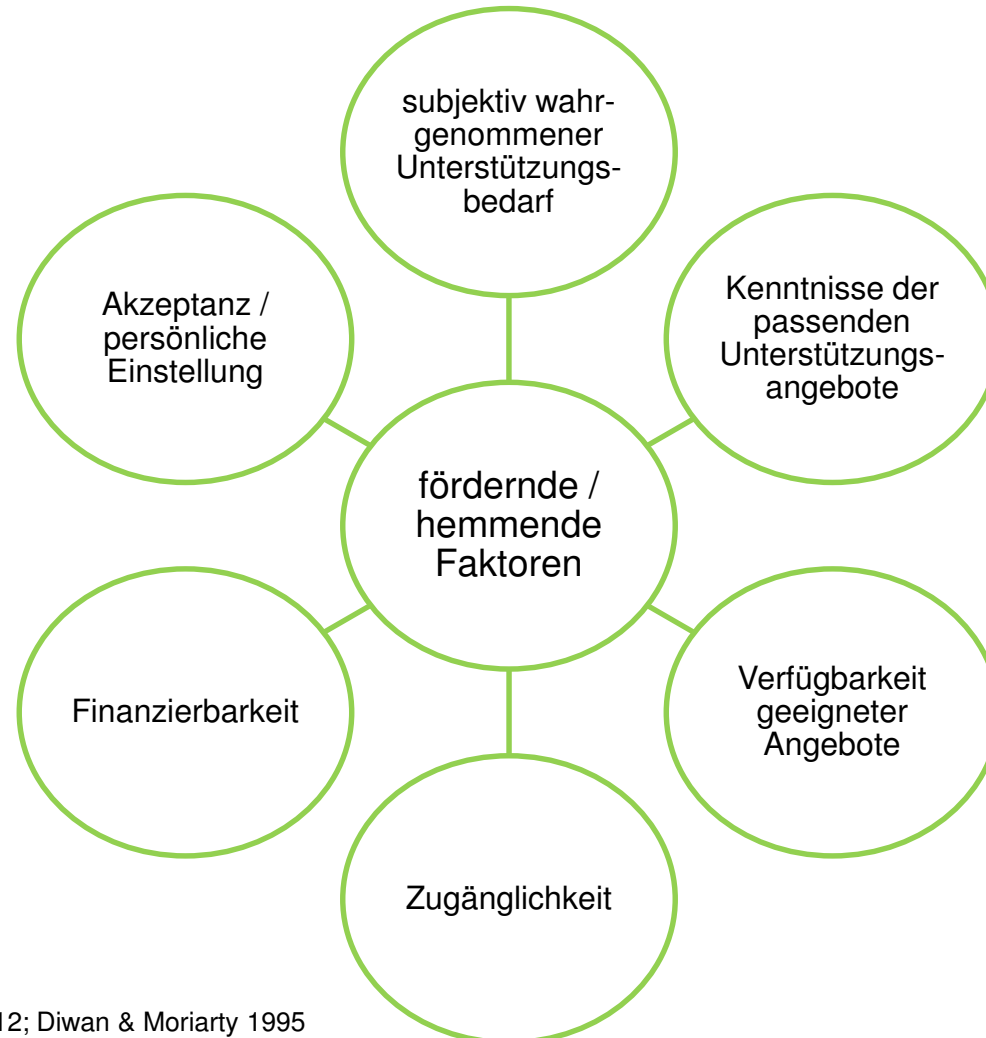 subjektiv wahr-
genommener
Unterstützungs-
bedarf
Akzeptanz /
persönliche
Einstellung
Kenntnisse der
passenden
Unterstützungs-
angebote
fördernde /
hemmende
Faktoren
Finanzierbarkeit
Verfügbarkeit
geeigneter
Angebote
Zugänglichkeit
12; Diwan & Moriarty 1995